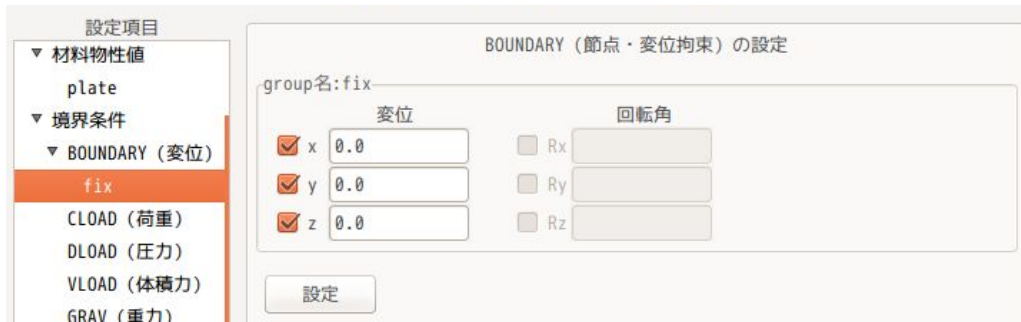 設定項目
▼ 材料物性値
plate
▼ 境界条件
▼ BOUNDARY (変位)
fix
CLOAD (荷重)
DLOAD (圧力)
VLOAD (体積力)
GRAV (重力)
BOUNDARY (節点・変位拘束) の設定
group名:fix
変位 回転角
x 0.0 Rx
y 0.0 Ry
z 0.0 Rz
設定